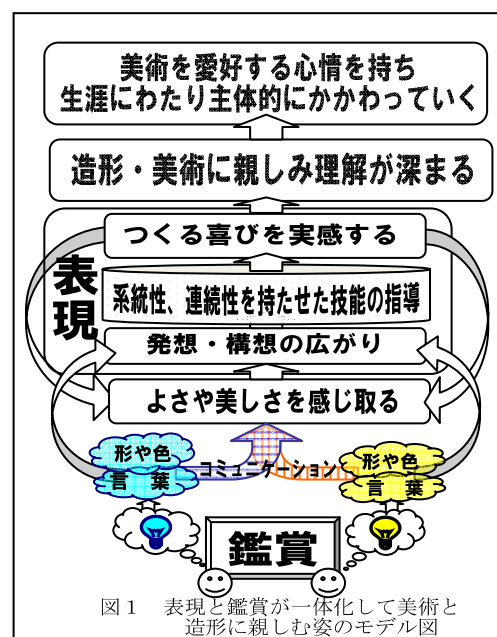 美術を愛好する心情を持ち
生涯にわたり主体的にかかわっていく
造形・美術に親しみ理解が深まる
つくる喜びを実感する
表現
系統性、連続性を持たせた技能の指導
発想・構想の広がり
よさや美しさを感じ取る
形や色
言　葉
コミュニケーション
形や色
言　葉
鑑賞
図１　表現と鑑賞が一体化して美術と
造形に親しむ姿のモデル図